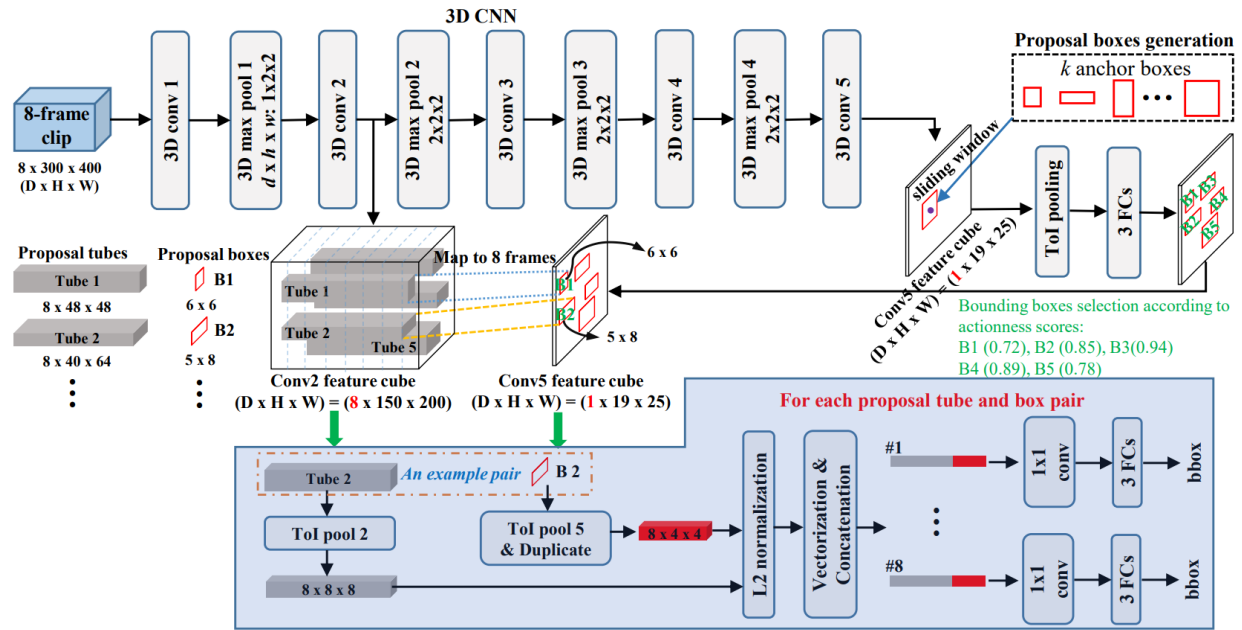 3D CNN
8-frame
clip
8 x 300 x 400
(D x H x W)
3D conv 1
3D max pool 1
d x h x w: 1x2x2
3D conv 2
3D max pool 2
2x2x2
3D conv 3
3D max pool 3
2x2x2
3D conv 4
3D max pool 4
2x2x2
3D conv 5
Proposal boxes generation
k anchor boxes
sliding window
Conv5 feature cube
(D x H x W) = (1 x 19 x 25)
ToI pooling
3 FCs
B1
B3
B4
B2
B5
Bounding boxes selection according to
actionness scores:
B1 (0.72), B2 (0.85), B3(0.94)
B4 (0.89), B5 (0.78)
Proposal tubes
Tube 1
8 x 48 x 48
Tube 2
8 x 40 x 64
Proposal boxes
B1
6 x 6
B2
5 x 8
Map to 8 frames
Tube 1
Tube 2
Tube 5
B1
B2
6 x 6
5 x 8
Conv2 feature cube
(D x H x W) = (8 x 150 x 200)
Conv5 feature cube
(D x H x W) = (1 x 19 x 25)
For each proposal tube and box pair
Tube 2
An example pair
B 2
ToI pool 2
8 x 8 x 8
ToI pool 5
& Duplicate
8 x 4 x 4
L2 normalization
Vectorization &
Concatenation
#1
1x1
conv
3 FCs
bbox
#8
1x1
conv
3 FCs
bbox